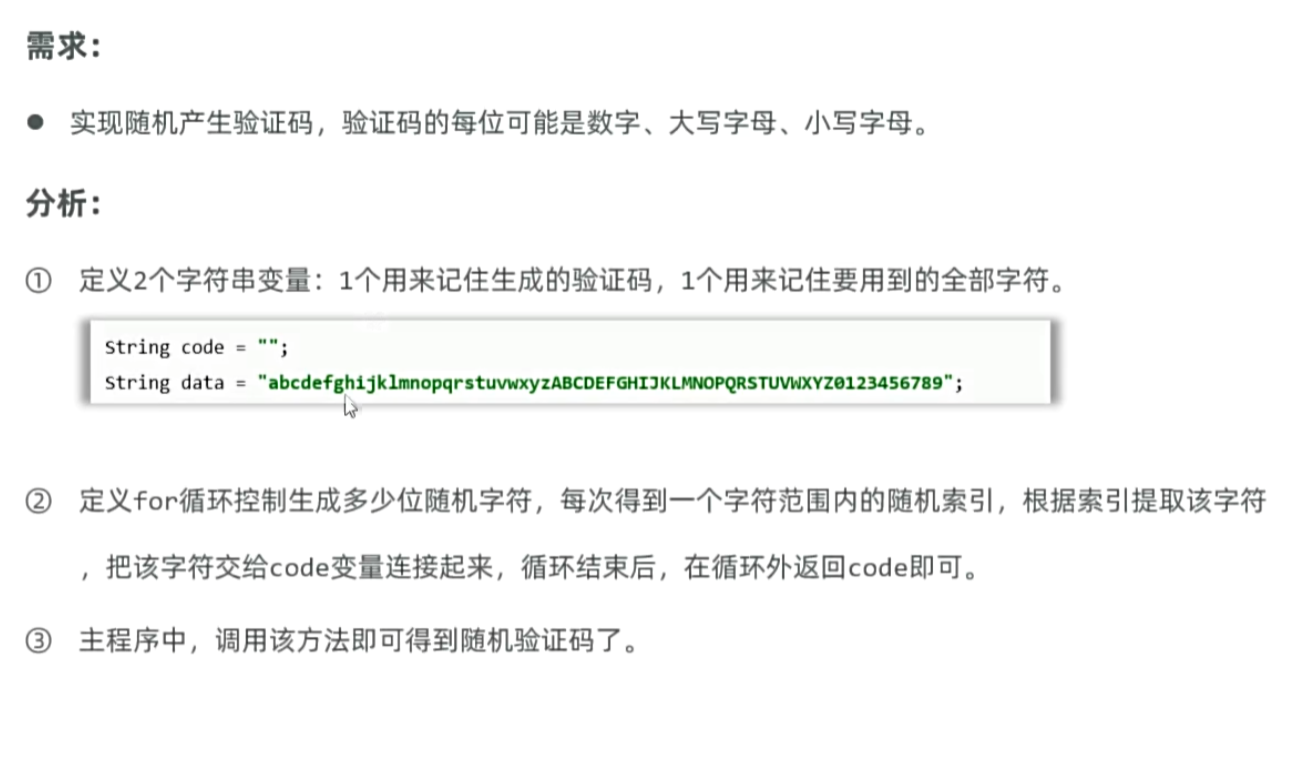 需求：
● 实现随机产生验证码，验证码的每位可能是数字、大写字母、小写字母。
分析：
① 定义2个字符串变量：1个用来记住生成的验证码，1个用来记住要用到的全部字符。
String code = "";
String data = "abcdefghijklmnopqrstuvwxyzABCDEFGHIJKLMNOPQRSTUVWXYZ0123456789";
② 定义for循环控制生成多少位随机字符，每次得到一个字符范围内的随机索引，根据索引提取该字符
，把该字符交给code变量连接起来，循环结束后，在循环外返回code即可。
③ 主程序中，调用该方法即可得到随机验证码了。